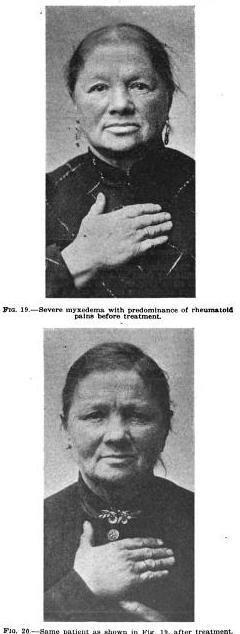 FIG. 19.—Severe myxedema with predominance of rheumatoid
pains before treatment.
FIG. 20.—Same patient as shown in Fig. 19, after treatment.